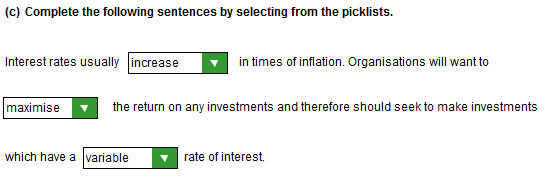 (c) Complete the following sentences by selecting from the picklists.
Interest rates usually increase in times of inflation. Organisations will want to
maximise the return on any investments and therefore should seek to make investments
which have a variable rate of interest.